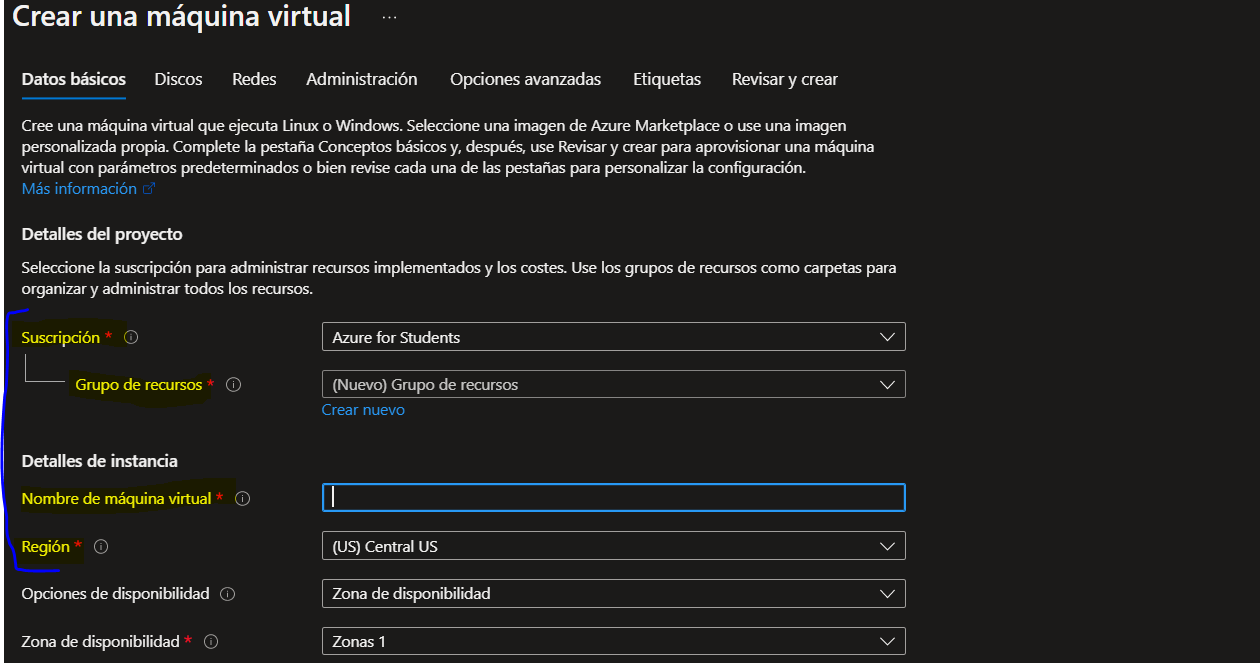 Crear una máquina virtual ...
Datos básicos Discos Redes Administración Opciones avanzadas Etiquetas Revisar y crear
Cree una máquina virtual que ejecuta Linux o Windows. Seleccione una imagen de Azure Marketplace o use una imagen
personalizada propia. Complete la pestaña Conceptos básicos y, después, use Revisar y crear para aprovisionar una máquina
virtual con parámetros predeterminados o bien revise cada una de las pestañas para personalizar la configuración.
Más información
Detalles del proyecto
Seleccione la suscripción para administrar recursos implementados y los costes. Use los grupos de recursos como carpetas para
organizar y administrar todos los recursos.
Suscripción * Azure for Students
Grupo de recursos * (Nuevo) Grupo de recursos
Crear nuevo
Detalles de instancia
Nombre de máquina virtual *
Región * (US) Central US
Opciones de disponibilidad Zona de disponibilidad
Zona de disponibilidad * Zonas 1